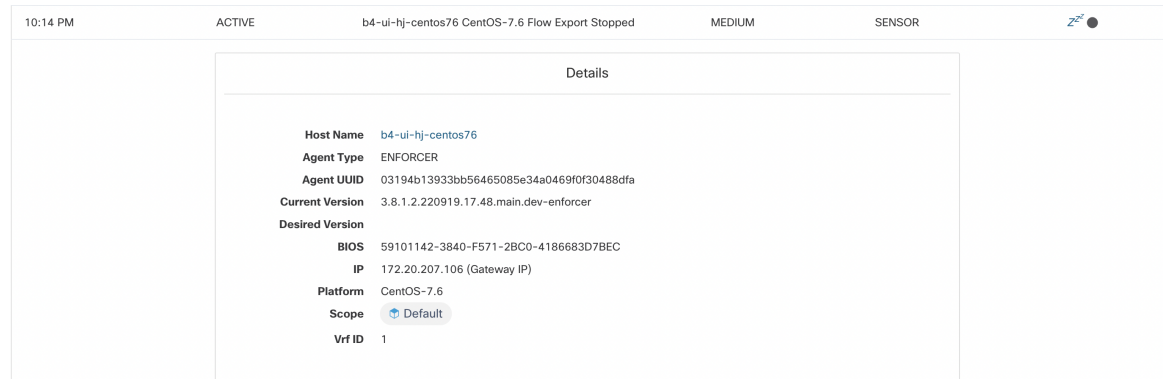 10:14 PM ACTIVE b4-ui-hj-centos76 CentOS-7.6 Flow Export Stopped MEDIUM SENSOR zzz
Details
Host Name b4-ui-hj-centos76
Agent Type ENFORCER
Agent UUID 03194b13933bb56465085e34a0469f0f30488dfa
Current Version 3.8.1.2.220919.17.48.main.dev-enforcer
Desired Version
BIOS 59101142-3840-F571-2BC0-4186683D7BEC
IP 172.20.207.106 (Gateway IP)
Platform CentOS-7.6
Scope Default
Vrf ID 1